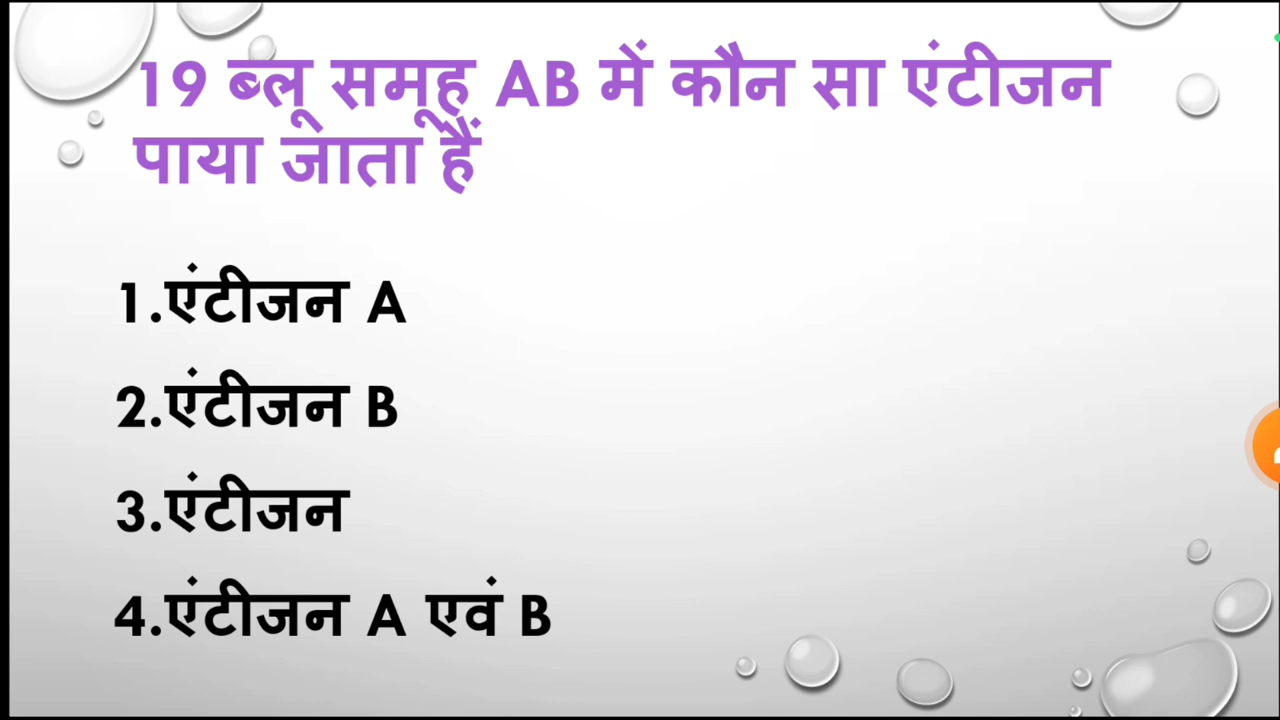 19 ब्लू समूह AB में कौन सा एंटीजन
पाया जाता हैं
1.एंटीजन A
2.एंटीजन B
3.एंटीजन
4.एंटीजन A एवं B